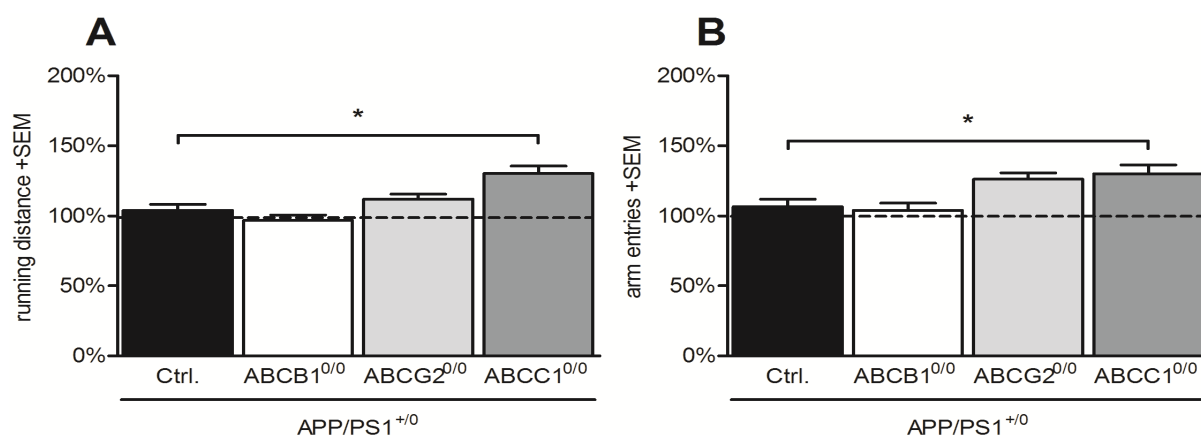 A
running distance +SEM
200%
150%
100%
50%
0%
*
Ctrl.
ABCB1^0/0
ABCG2^0/0
ABCC1^0/0
APP/PS1^+/0
B
arm entries +SEM
200%
150%
100%
50%
0%
*
Ctrl.
ABCB1^0/0
ABCG2^0/0
ABCC1^0/0
APP/PS1^+/0